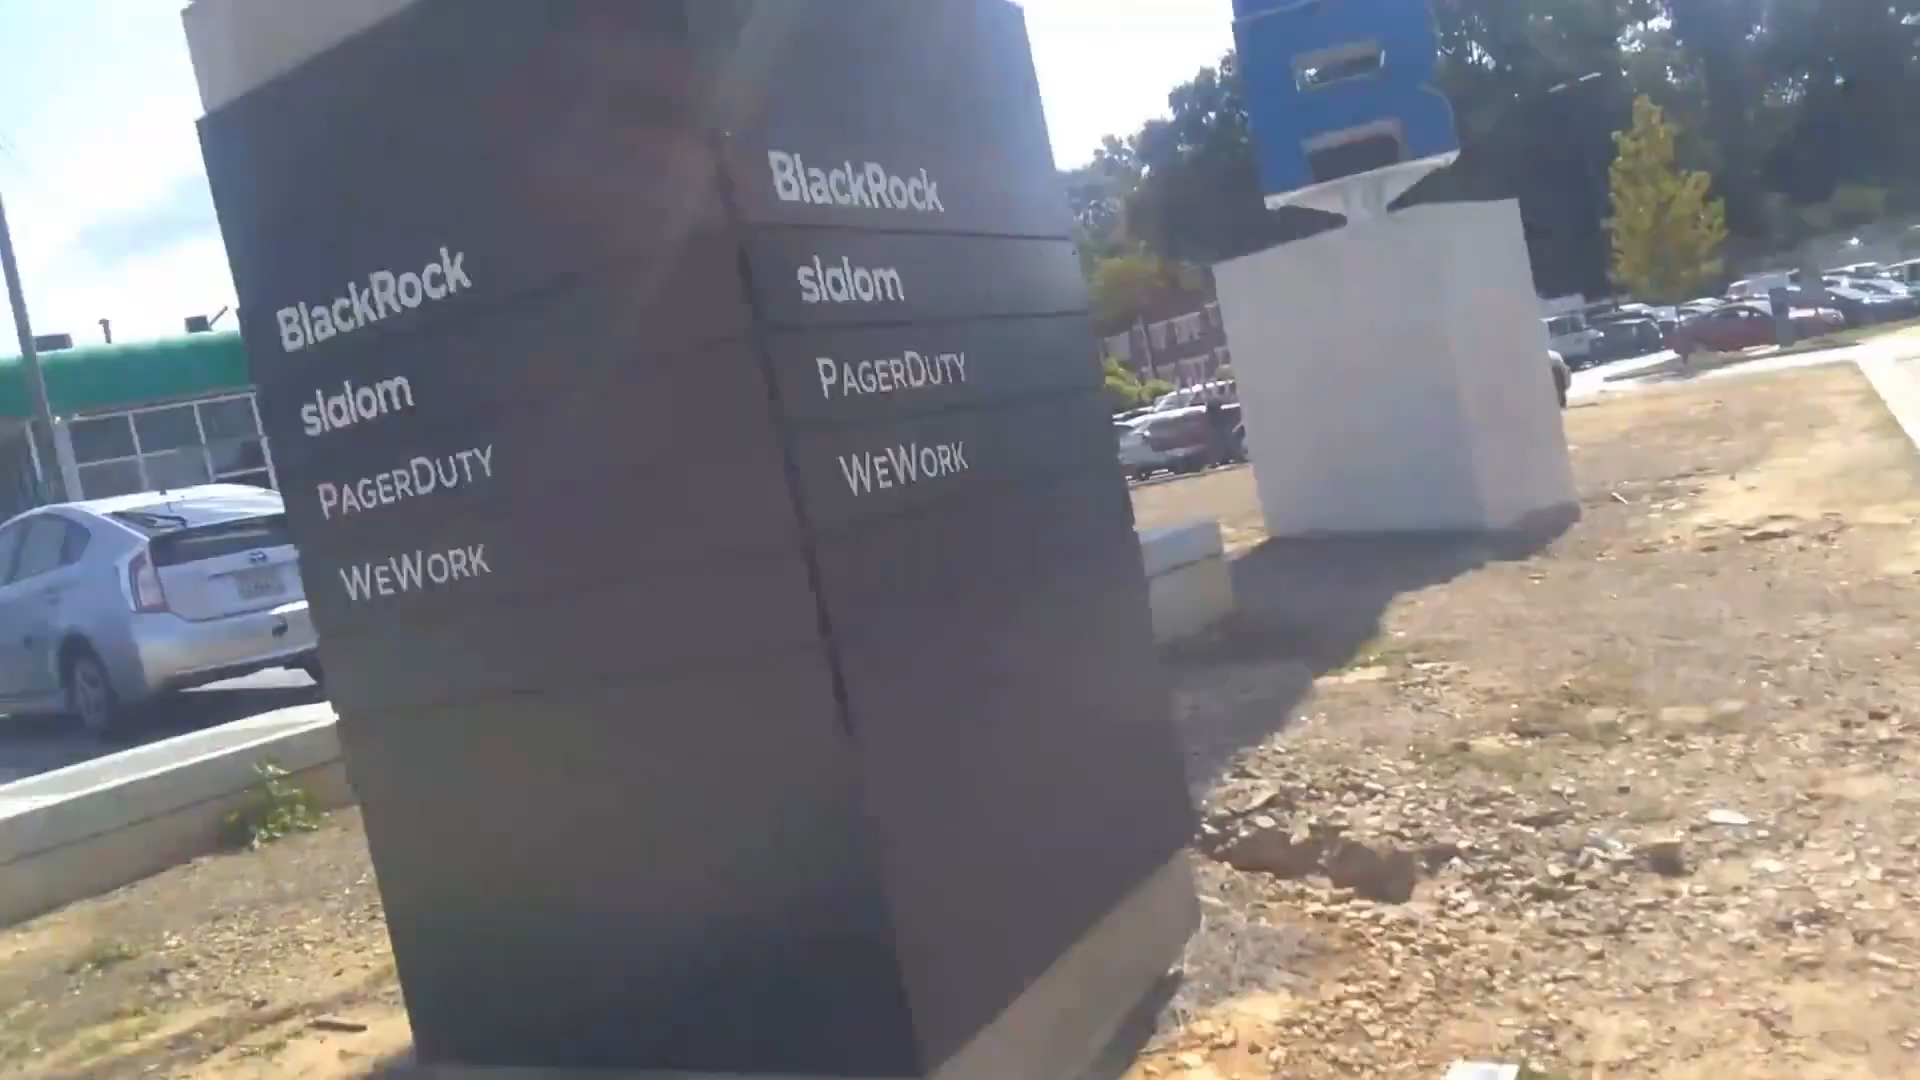 BlackRock
slalom
PAGERDUTY
WEWORK
BlackRock
slalom
PAGERDUTY
WEWORK
B